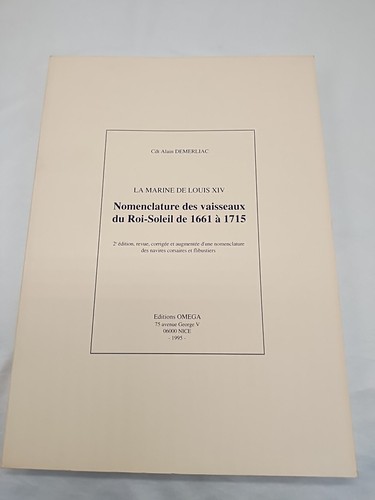 Cdt Alain DEMERLIAC
LA MARINE DE LOUIS XIV
Nomenclature des vaisseaux
du Roi-Soleil de 1661 à 1715
2e édition, revue, corrigée et augmentée d'une nomenclature
des navires corsaires et flibustiers
Editions OMEGA
75 avenue George V
06000 NICE
- 1995 -